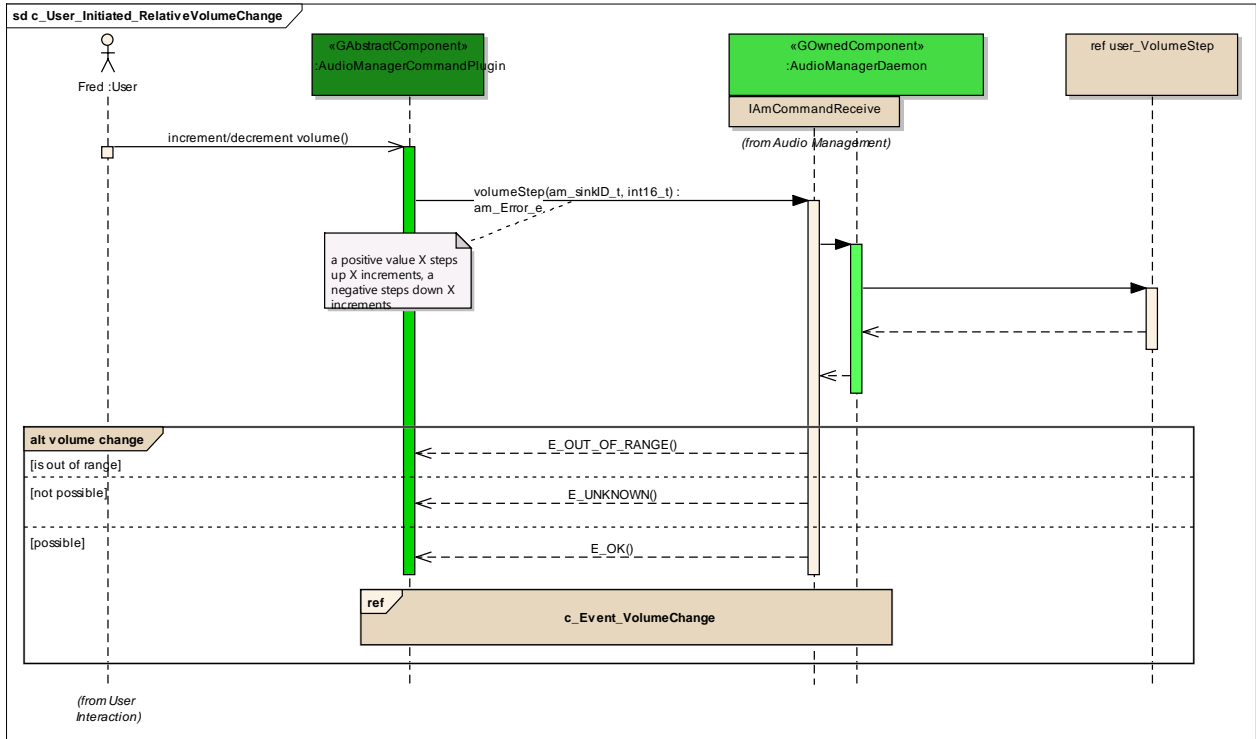 sd c_User_Initiated_RelativeVolumeChange
Fred :User
«GAbstractComponent»
:AudioManagerCommandPlugin
«GOwnedComponent»
:AudioManagerDaemon
ref user_VolumeStep
IAmCommandReceive
(from Audio Management)
increment/decrement volume()
volumeStep(am_sinkID_t, int16_t) :
am_Error_e
a positive value X steps
up X increments, a
negative steps down X
increments
alt volume change
E_OUT_OF_RANGE()
[is out of range]
[not possible]
E_UNKNOWN()
[possible]
E_OK()
ref
c_Event_VolumeChange
(from User
Interaction)